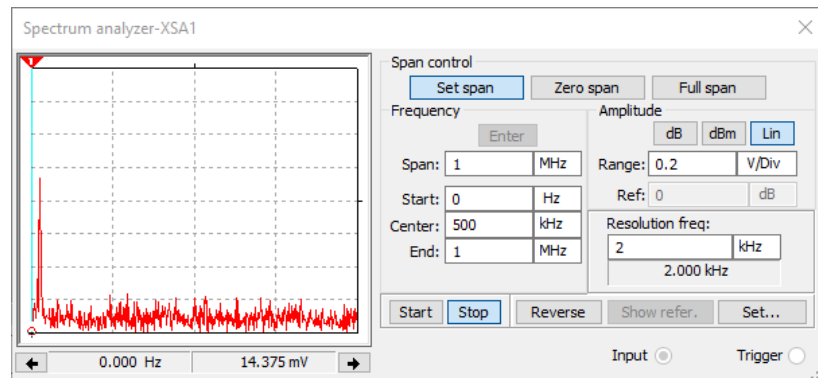 Spectrum analyzer-XSA1
1
Span control
Set span Zero span Full span
Frequency
Enter
Span: 1 MHz
Start: 0 Hz
Center: 500 kHz
End: 1 MHz
Amplitude
dB dBm Lin
Range: 0.2 V/Div
Ref: 0 dB
Resolution freq:
2 kHz
2.000 kHz
Start Stop Reverse Show refer. Set...
0.000 Hz 14.375 mV
Input Trigger